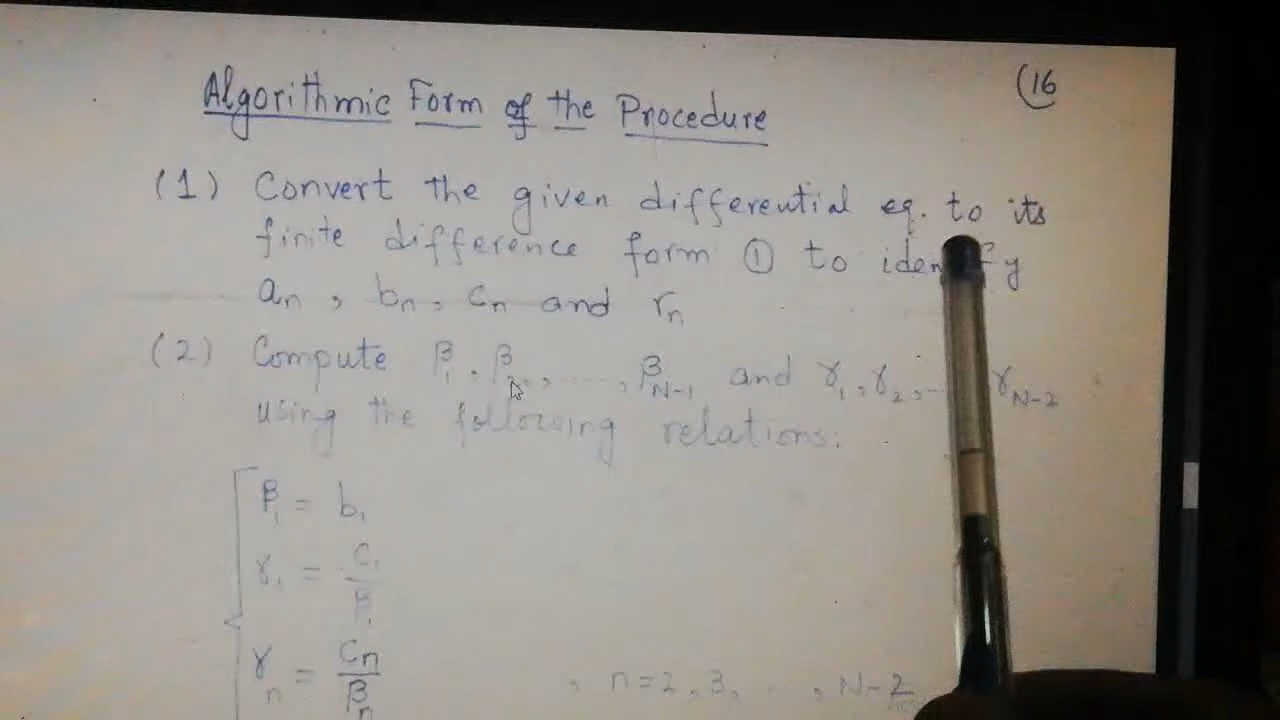 (16
Algorithmic Form of the Procedure
(1) Convert the given differential eq. to its
finite difference form ① to identify
aₙ, bₙ, cₙ and rₙ
(2) Compute β₁, β₂, ....., β_N-1 and γ₁, γ₂, ... γ_N-2
using the following relations:
β₁ = b₁
γ₁ = C₁/β₁
γₙ = Cₙ/βₙ , n=2, 3, ..., N-2